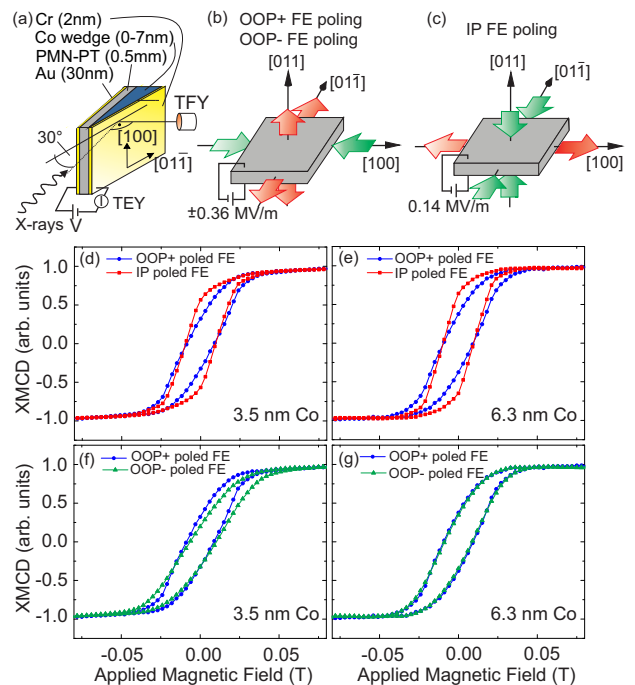 (a)
Cr (2nm)
Co wedge (0-7nm)
PMN-PT (0.5mm)
Au (30nm)
TFY
30°
[100]
[011̄]
TEY
X-rays V
I
(b)
OOP+ FE poling
OOP- FE poling
[011]
[011̄]
[100]
±0.36 MV/m
(c)
IP FE poling
[011]
[011̄]
[100]
0.14 MV/m
(d)
OOP+ poled FE
IP poled FE
3.5 nm Co
XMCD (arb. units)
1.0
0.5
0.0
-0.5
-1.0
(e)
OOP+ poled FE
IP poled FE
6.3 nm Co
(f)
OOP+ poled FE
OOP- poled FE
3.5 nm Co
XMCD (arb. units)
1.0
0.5
0.0
-0.5
-1.0
-0.05 0.00 0.05
Applied Magnetic Field (T)
(g)
OOP+ poled FE
OOP- poled FE
6.3 nm Co
-0.05 0.00 0.05
Applied Magnetic Field (T)